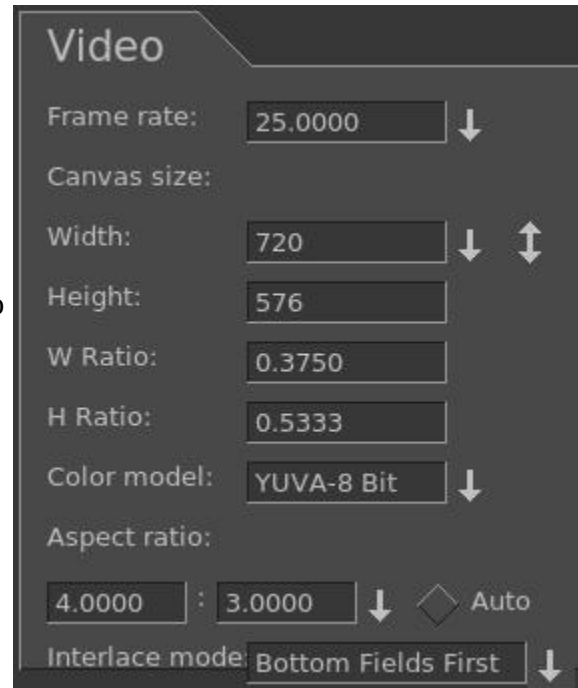 Video
Frame rate: 25.0000
Canvas size:
Width: 720
Height: 576
W Ratio: 0.3750
H Ratio: 0.5333
Color model: YUVA-8 Bit
Aspect ratio:
4.0000 : 3.0000 Auto
Interlace mode: Bottom Fields First